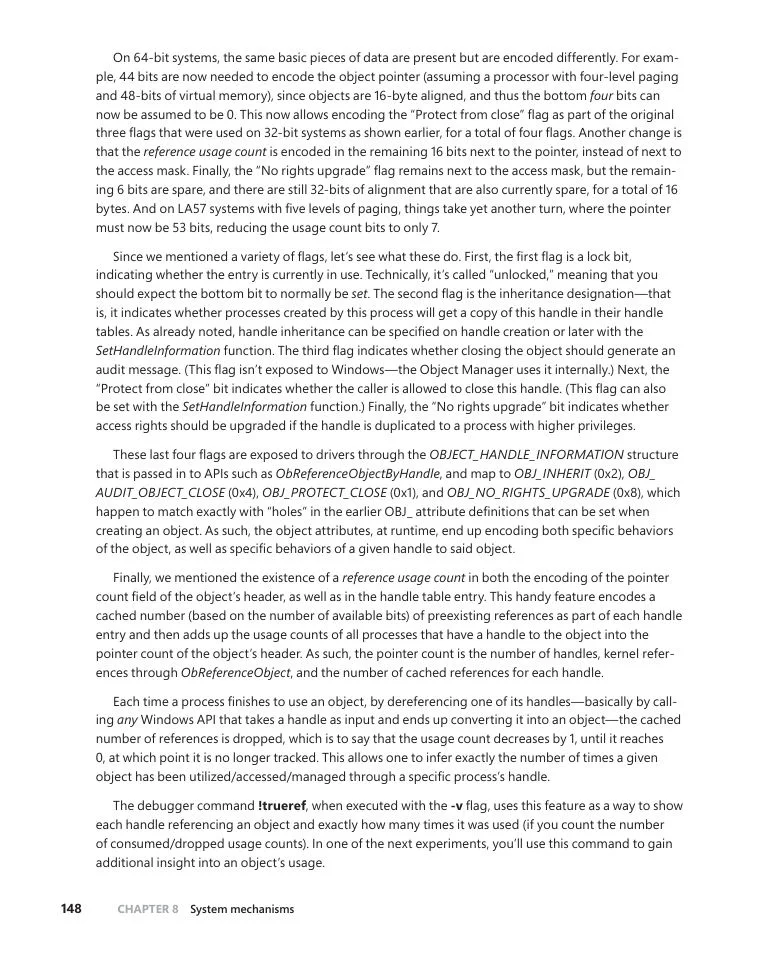 On 64-bit systems, the same basic pieces of data are present but are encoded differently. For exam-
ple, 44 bits are now needed to encode the object pointer (assuming a processor with four-level paging
and 48-bits of virtual memory), since objects are 16-byte aligned, and thus the bottom four bits can
now be assumed to be 0. This now allows encoding the “Protect from close” flag as part of the original
three flags that were used on 32-bit systems as shown earlier, for a total of four flags. Another change is
that the reference usage count is encoded in the remaining 16 bits next to the pointer, instead of next to
the access mask. Finally, the “No rights upgrade” flag remains next to the access mask, but the remain-
ing 6 bits are spare, and there are still 32-bits of alignment that are also currently spare, for a total of 16
bytes. And on LA57 systems with five levels of paging, things take yet another turn, where the pointer
must now be 53 bits, reducing the usage count bits to only 7.
Since we mentioned a variety of flags, let’s see what these do. First, the first flag is a lock bit,
indicating whether the entry is currently in use. Technically, it’s called “unlocked,” meaning that you
should expect the bottom bit to normally be set. The second flag is the inheritance designation—that
is, it indicates whether processes created by this process will get a copy of this handle in their handle
tables. As already noted, handle inheritance can be specified on handle creation or later with the
SetHandleInformation function. The third flag indicates whether closing the object should generate an
audit message. (This flag isn’t exposed to Windows—the Object Manager uses it internally.) Next, the
“Protect from close” bit indicates whether the caller is allowed to close this handle. (This flag can also
be set with the SetHandleInformation function.) Finally, the “No rights upgrade” bit indicates whether
access rights should be upgraded if the handle is duplicated to a process with higher privileges.
These last four flags are exposed to drivers through the OBJECT_HANDLE_INFORMATION structure
that is passed in to APIs such as ObReferenceObjectByHandle, and map to OBJ_INHERIT (0x2), OBJ_
AUDIT_OBJECT_CLOSE (0x4), OBJ_PROTECT_CLOSE (0x1), and OBJ_NO_RIGHTS_UPGRADE (0x8), which
happen to match exactly with “holes” in the earlier OBJ_ attribute definitions that can be set when
creating an object. As such, the object attributes, at runtime, end up encoding both specific behaviors
of the object, as well as specific behaviors of a given handle to said object.
Finally, we mentioned the existence of a reference usage count in both the encoding of the pointer
count field of the object’s header, as well as in the handle table entry. This handy feature encodes a
cached number (based on the number of available bits) of preexisting references as part of each handle
entry and then adds up the usage counts of all processes that have a handle to the object into the
pointer count of the object’s header. As such, the pointer count is the number of handles, kernel refer-
ences through ObReferenceObject, and the number of cached references for each handle.
Each time a process finishes to use an object, by dereferencing one of its handles—basically by call-
ing any Windows API that takes a handle as input and ends up converting it into an object—the cached
number of references is dropped, which is to say that the usage count decreases by 1, until it reaches
0, at which point it is no longer tracked. This allows one to infer exactly the number of times a given
object has been utilized/accessed/managed through a specific process’s handle.
The debugger command !trueref, when executed with the -v flag, uses this feature as a way to show
each handle referencing an object and exactly how many times it was used (if you count the number
of consumed/dropped usage counts). In one of the next experiments, you’ll use this command to gain
additional insight into an object’s usage.
148 CHAPTER 8 System mechanisms